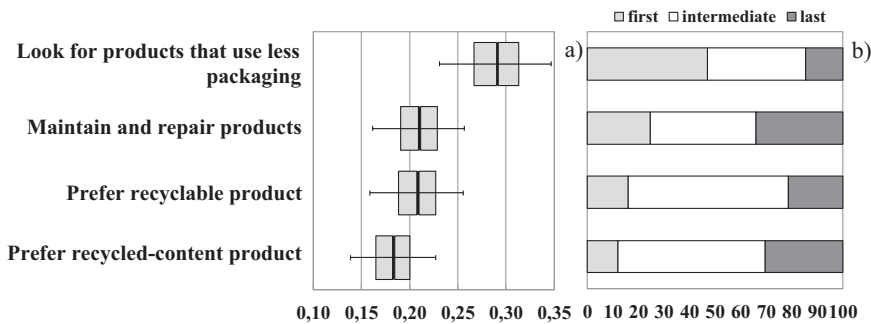 first intermediate last
Look for products that use less
packaging
a)
b)
Maintain and repair products
Prefer recyclable product
Prefer recycled-content product
0,10 0,15 0,20 0,25 0,30 0,35
0 10 20 30 40 50 60 70 80 90 100